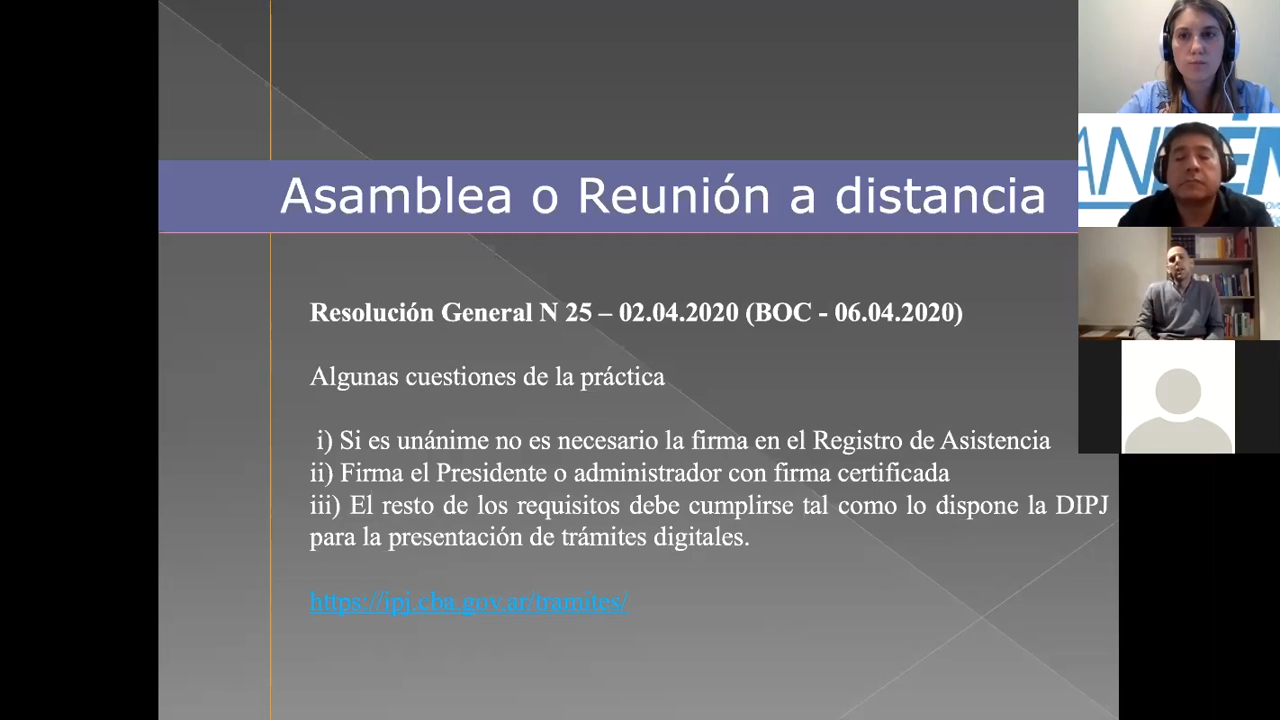 Asamblea o Reunión a distancia
Resolución General N 25 – 02.04.2020 (BOC - 06.04.2020)
Algunas cuestiones de la práctica
i) Si es unánime no es necesario la firma en el Registro de Asistencia
ii) Firma el Presidente o administrador con firma certificada
iii) El resto de los requisitos debe cumplirse tal como lo dispone la DIPJ
para la presentación de trámites digitales.
https://ipj.cba.gov.ar/tramites/